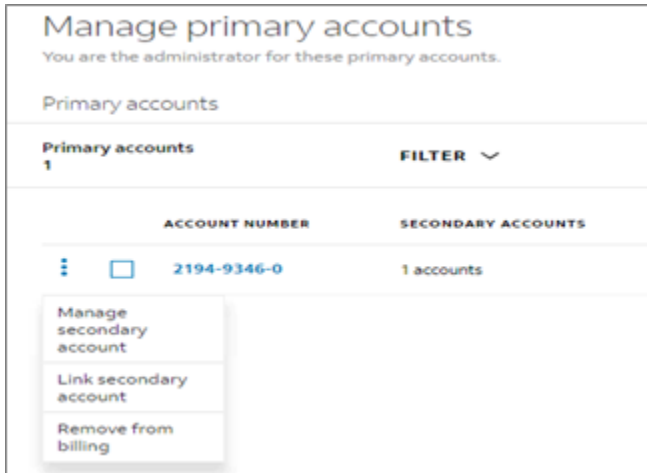 Manage primary accounts
You are the administrator for these primary accounts.
Primary accounts
Primary accounts
1
FILTER
ACCOUNT NUMBER SECONDARY ACCOUNTS
2194-9346-0 1 accounts
Manage
secondary
account
Link secondary
account
Remove from
billing